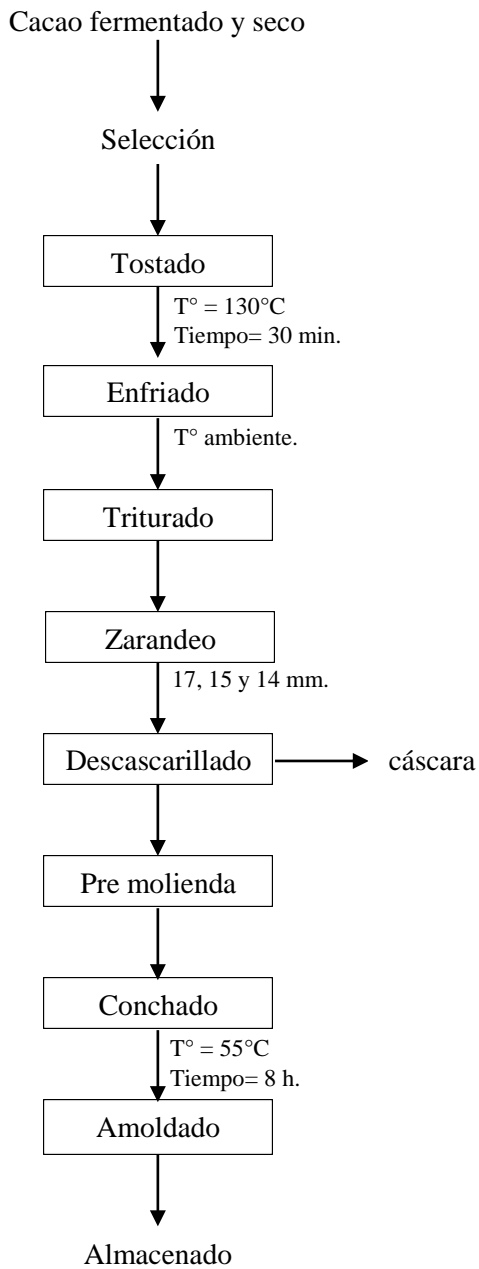 Cacao fermentado y seco
Selección
Tostado
T° = 130°C
Tiempo= 30 min.
Enfriado
T° ambiente.
Triturado
Zarandeo
17, 15 y 14 mm.
Descascarillado
cáscara
Pre molienda
Conchado
T° = 55°C
Tiempo= 8 h.
Amoldado
Almacenado